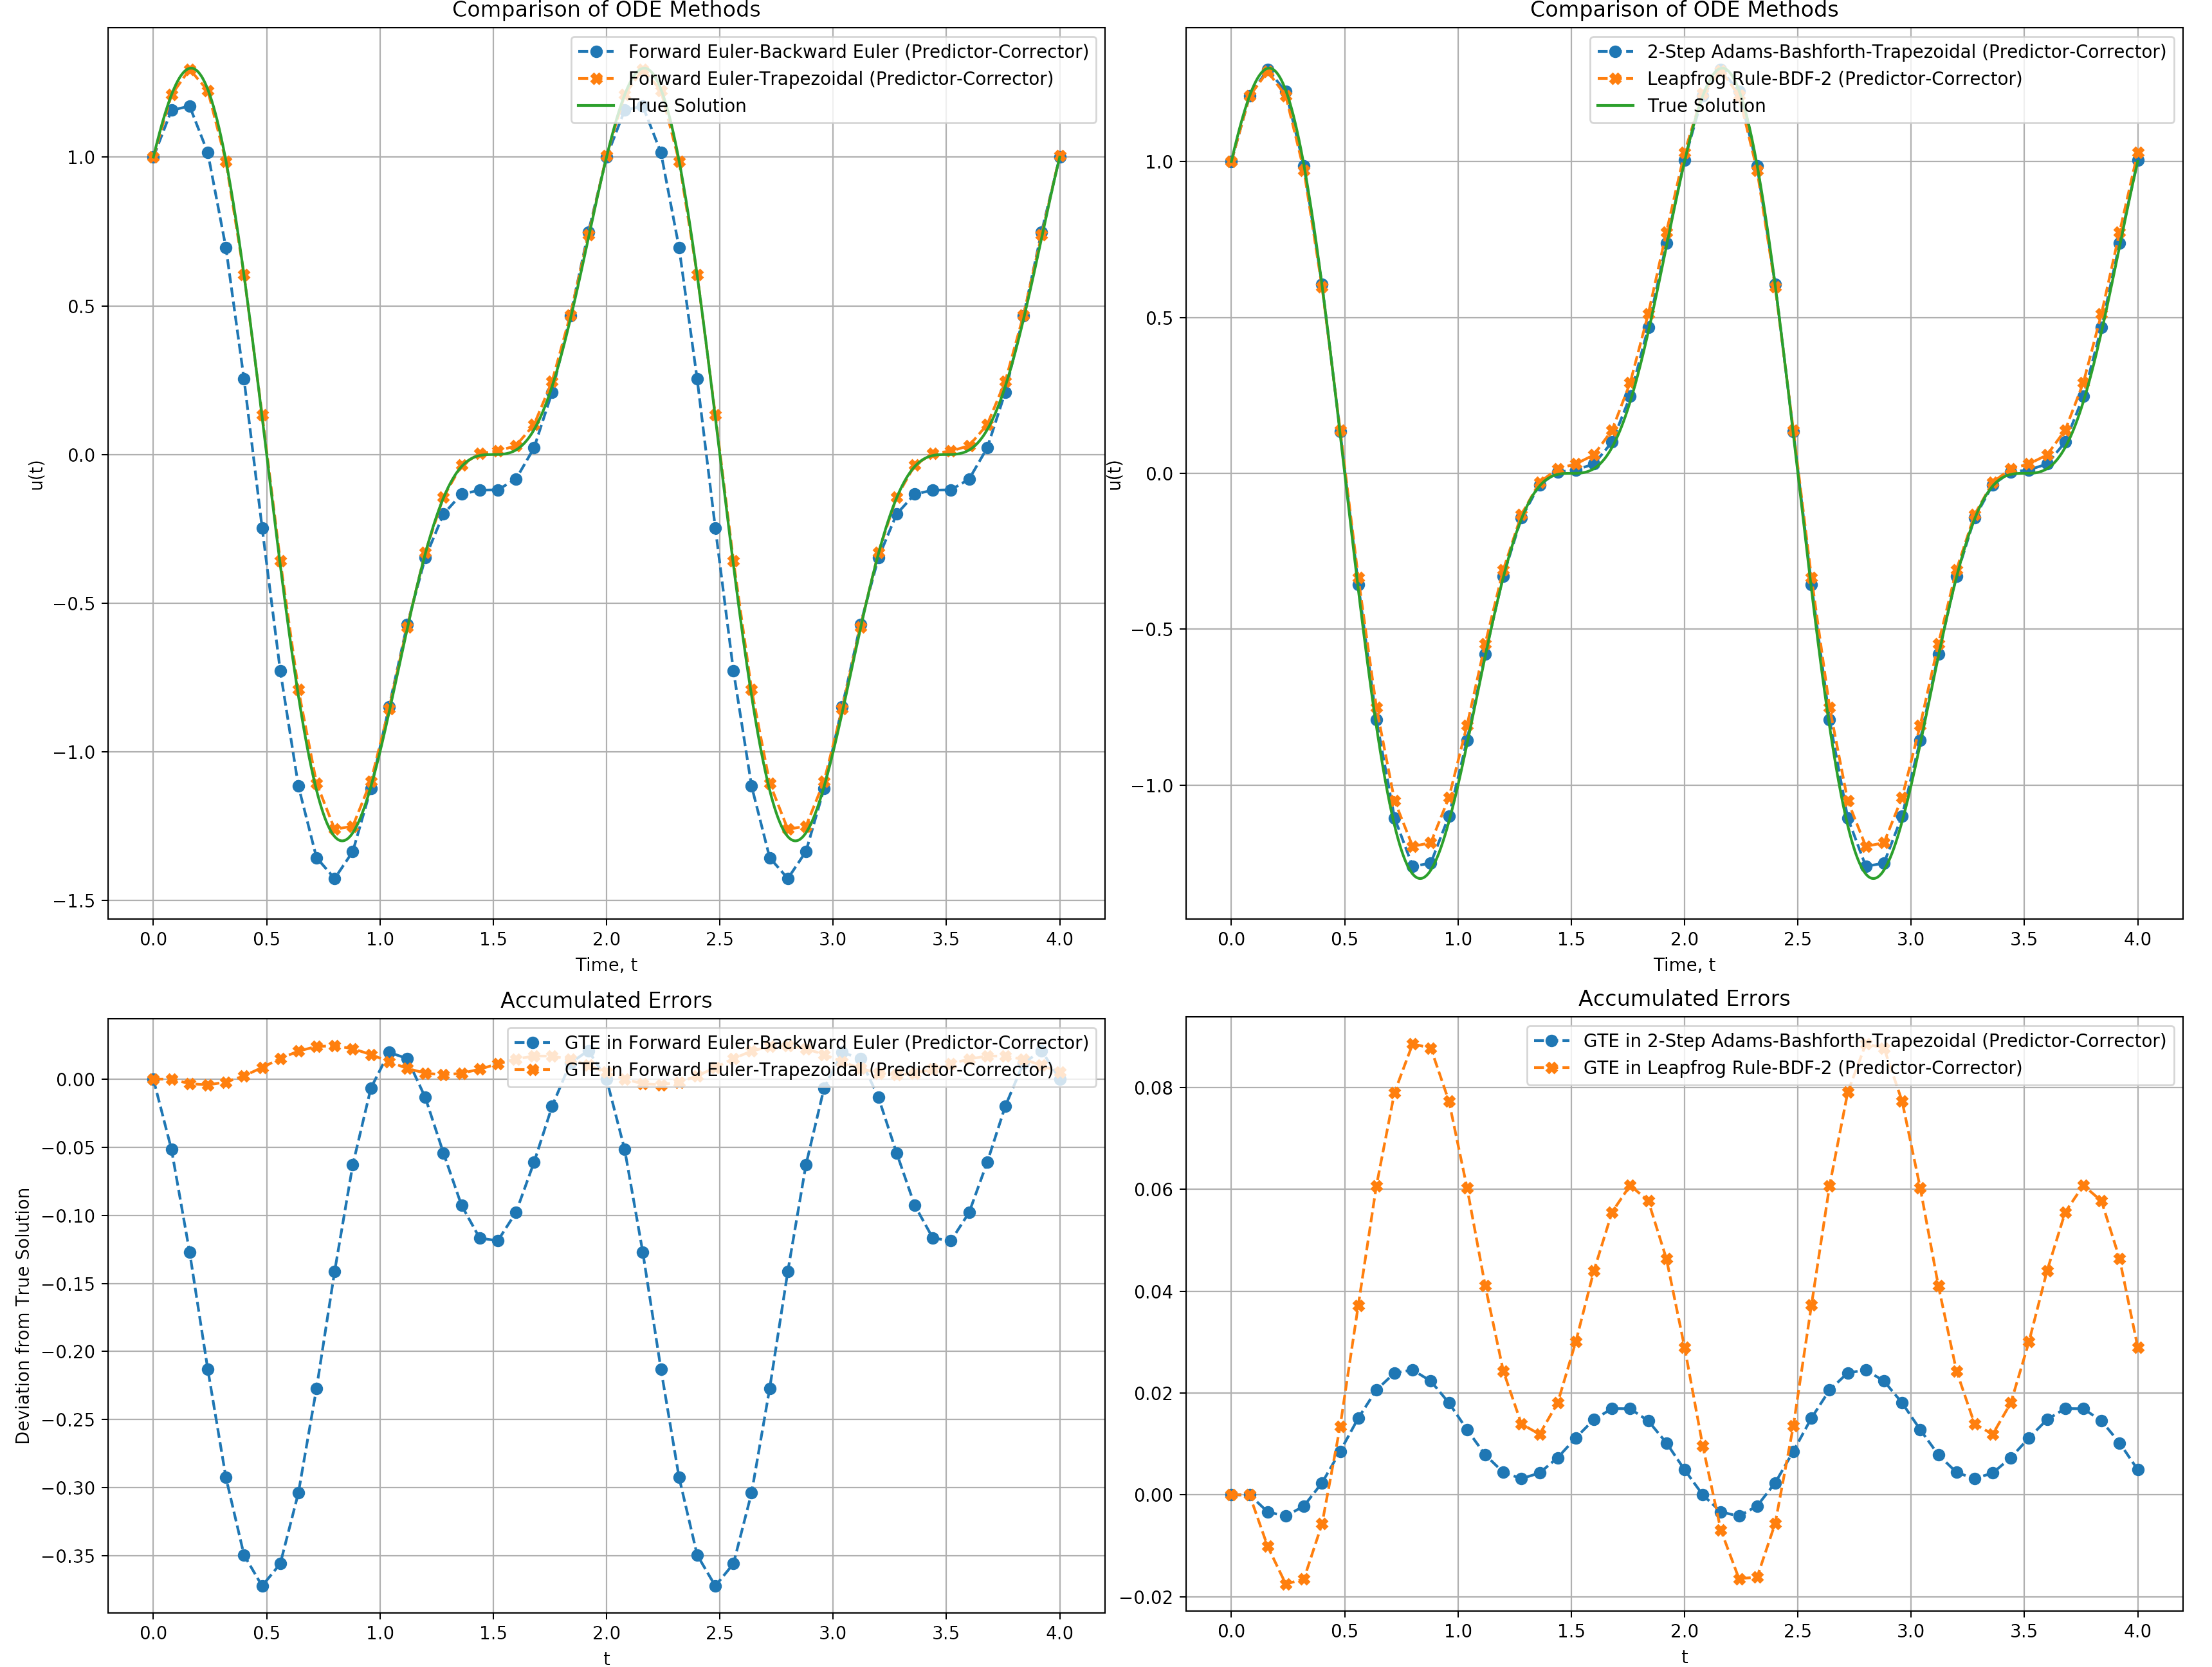 Comparison of ODE Methods
Forward Euler-Backward Euler (Predictor-Corrector)
Forward Euler-Trapezoidal (Predictor-Corrector)
True Solution
1.0
0.5
0.0
−0.5
−1.0
−1.5
u(t)
0.0 0.5 1.0 1.5 2.0 2.5 3.0 3.5 4.0
Time, t
Comparison of ODE Methods
2-Step Adams-Bashforth-Trapezoidal (Predictor-Corrector)
Leapfrog Rule-BDF-2 (Predictor-Corrector)
True Solution
1.0
0.5
0.0
−0.5
−1.0
u(t)
0.0 0.5 1.0 1.5 2.0 2.5 3.0 3.5 4.0
Time, t
Accumulated Errors
GTE in Forward Euler-Backward Euler (Predictor-Corrector)
GTE in Forward Euler-Trapezoidal (Predictor-Corrector)
0.00
−0.05
−0.10
−0.15
−0.20
−0.25
−0.30
−0.35
Deviation from True Solution
0.0 0.5 1.0 1.5 2.0 2.5 3.0 3.5 4.0
t
Accumulated Errors
GTE in 2-Step Adams-Bashforth-Trapezoidal (Predictor-Corrector)
GTE in Leapfrog Rule-BDF-2 (Predictor-Corrector)
0.08
0.06
0.04
0.02
0.00
−0.02
0.0 0.5 1.0 1.5 2.0 2.5 3.0 3.5 4.0
t